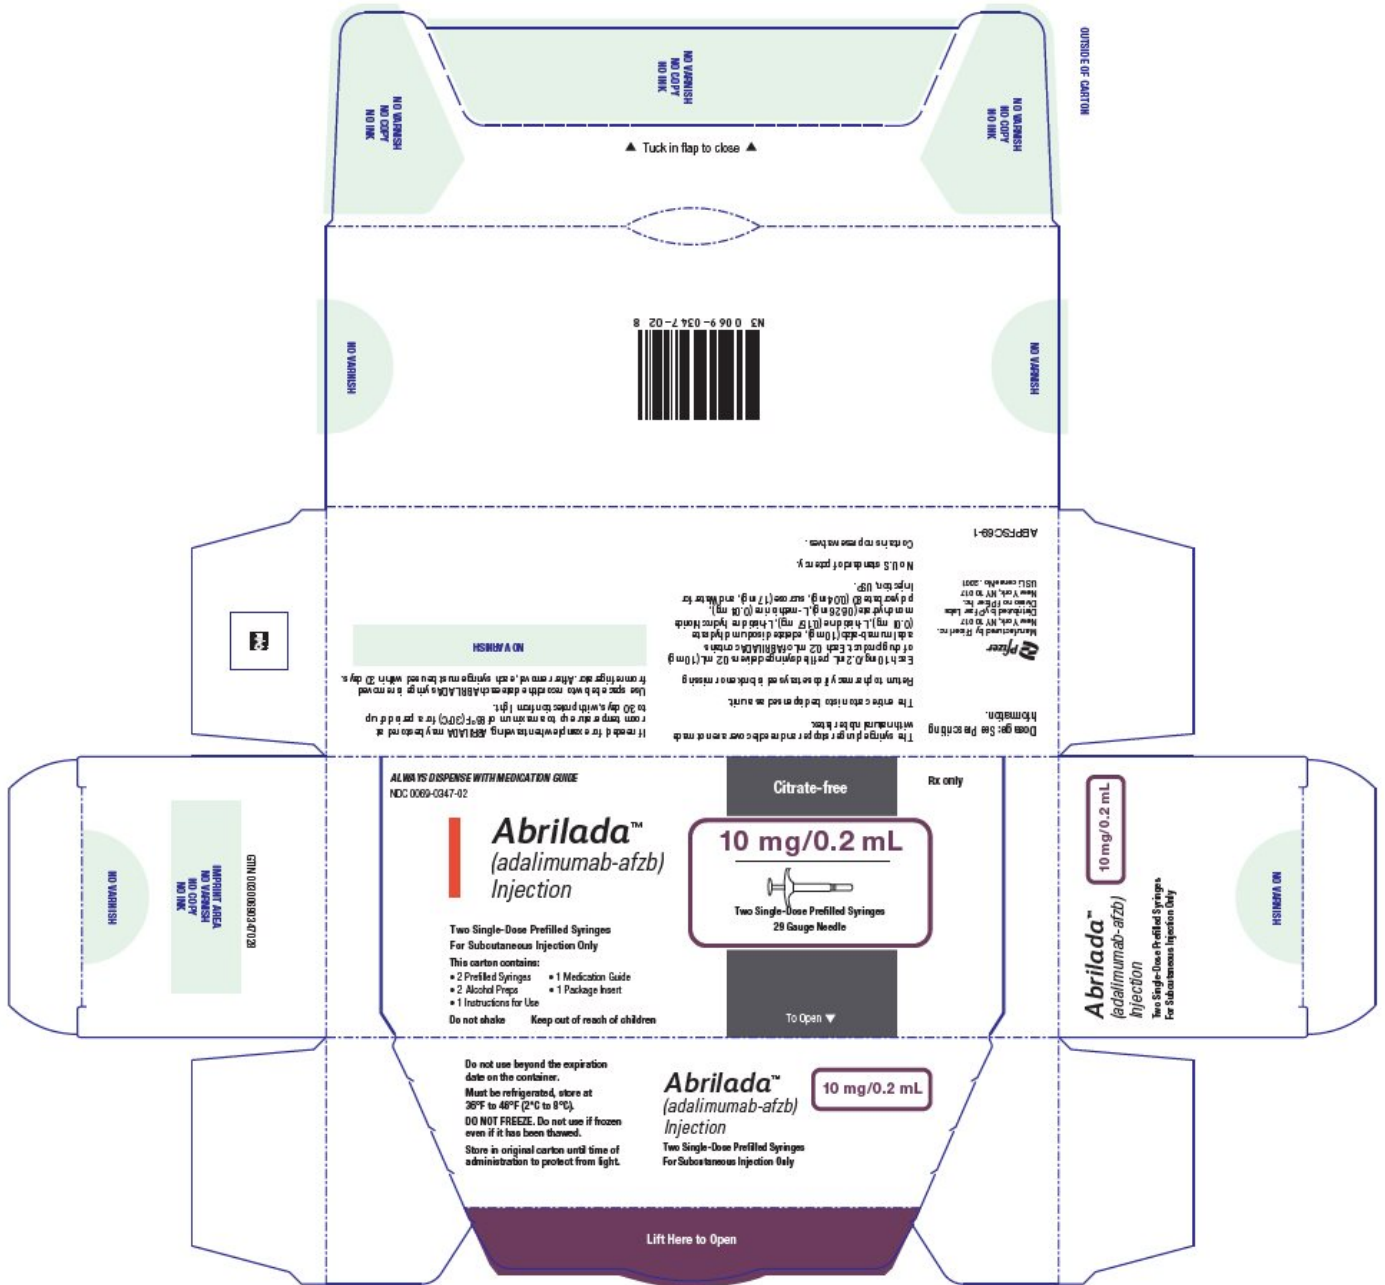 OUTSIDE OF CARTON
NO VARNISH
NO COPY
NO INK
NO VARNISH
NO COPY
NO INK
NO VARNISH
NO COPY
NO INK
▲ Tuck in flap to close ▲
NO VARNISH
N3 0069-0347-02 8
NO VARNISH
If needed, for example when traveling, ABRILADA may be stored at
room temperature up to a maximum of 86°F (30°C) for a period of up
to 30 days, with protection from light.
Use space below to record the date each ABRILADA syringe is removed
from refrigerator. After removal, each syringe must be used within 30 days.
NO VARNISH
The syringe plunger stopper and needle cover are not made
with natural rubber latex.
The entire carton is to be dispensed as a unit.
Return to pharmacy if dose tray seal is broken or missing
Each 10 mg/0.2 mL prefilled syringe delivers 0.2 mL (10 mg)
of drug product. Each 0.2 mL of ABRILADA contains
adalimumab-afzb (10 mg), edetate disodium dihydrate
(0.01 mg), L-histidine (0.157 mg), L-histidine hydrochloride
monohydrate (0.626 mg), L-methionine (0.04 mg),
polysorbate 80 (0.04 mg), sucrose (17 mg), and Water for
Injection, USP.
No U.S. standard of potency.
Contains no preservatives.
Dosage: See Prescribing
Information.
Pfizer
Manufactured by Pfizer Inc.
New York, NY 10017
Distributed by Pfizer Labs
Division of Pfizer Inc.
New York, NY 10017
US License No. 2001
ABPFSC69-1
NO VARNISH
IMPRINT AREA
NO VARNISH
NO COPY
NO INK
GTIN 00300690347028
ALWAYS DISPENSE WITH MEDICATION GUIDE
NDC 0069-0347-02
Abrilada™
(adalimumab-afzb)
Injection
Two Single-Dose Prefilled Syringes
For Subcutaneous Injection Only
This carton contains:
• 2 Prefilled Syringes • 1 Medication Guide
• 2 Alcohol Preps • 1 Package Insert
• 1 Instructions for Use
Do not shake Keep out of reach of children
Citrate-free
Rx only
10 mg/0.2 mL
Two Single-Dose Prefilled Syringes
29 Gauge Needle
To Open ▼
10 mg/0.2 mL
Abrilada™
(adalimumab-afzb)
Injection
Two Single-Dose Prefilled Syringes
For Subcutaneous Injection Only
NO VARNISH
Do not use beyond the expiration
date on the container.
Must be refrigerated, store at
36°F to 46°F (2°C to 8°C).
DO NOT FREEZE. Do not use if frozen
even if it has been thawed.
Store in original carton until time of
administration to protect from light.
Abrilada™
(adalimumab-afzb)
Injection
Two Single-Dose Prefilled Syringes
For Subcutaneous Injection Only
10 mg/0.2 mL
Lift Here to Open